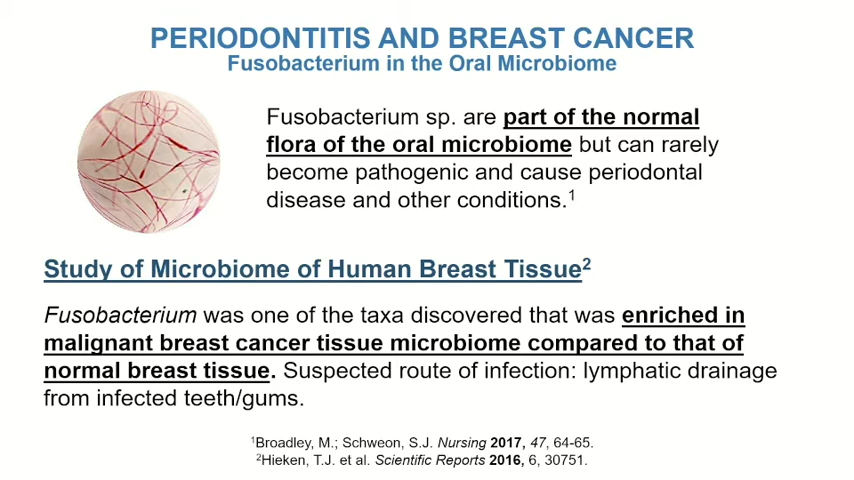 PERIODONTITIS AND BREAST CANCER
Fusobacterium in the Oral Microbiome
Fusobacterium sp. are part of the normal
flora of the oral microbiome but can rarely
become pathogenic and cause periodontal
disease and other conditions.¹
Study of Microbiome of Human Breast Tissue²
Fusobacterium was one of the taxa discovered that was enriched in
malignant breast cancer tissue microbiome compared to that of
normal breast tissue. Suspected route of infection: lymphatic drainage
from infected teeth/gums.
¹Broadley, M.; Schweon, S.J. Nursing 2017, 47, 64-65.
²Hieken, T.J. et al. Scientific Reports 2016, 6, 30751.